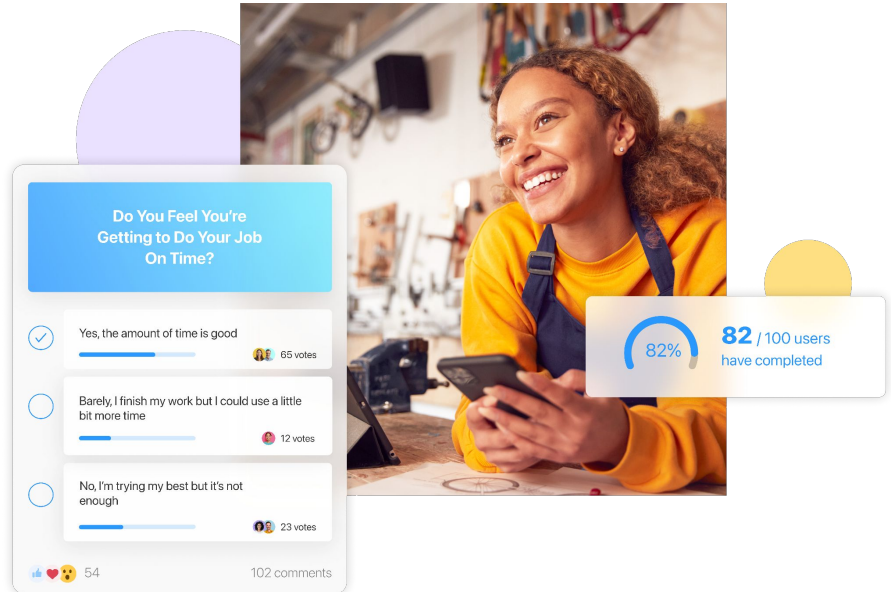 Do You Feel You're
Getting to Do Your Job
On Time?
Yes, the amount of time is good
65 votes
Barely, I finish my work but I could use a little
bit more time
12 votes
No, I'm trying my best but it's not
enough
23 votes
54
102 comments
82%
82 / 100 users
have completed